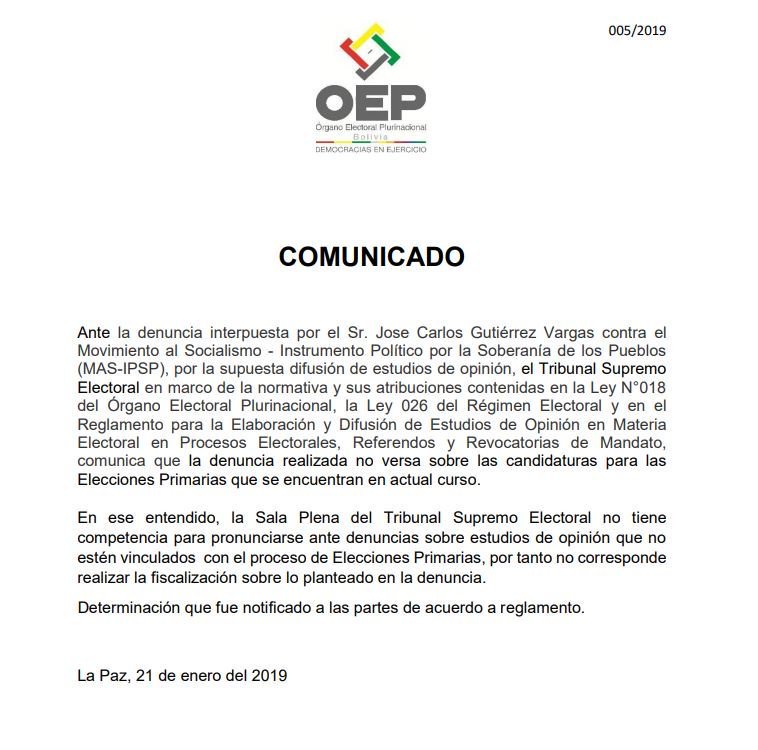 005/2019
OEP
Órgano Electoral Plurinacional
Bolivia
DEMOCRACIAS EN EJERCICIO
COMUNICADO
Ante la denuncia interpuesta por el Sr. Jose Carlos Gutiérrez Vargas contra el
Movimiento al Socialismo - Instrumento Político por la Soberanía de los Pueblos
(MAS-IPSP), por la supuesta difusión de estudios de opinión, el Tribunal Supremo
Electoral en marco de la normativa y sus atribuciones contenidas en la Ley N°018
del Órgano Electoral Plurinacional, la Ley 026 del Régimen Electoral y en el
Reglamento para la Elaboración y Difusión de Estudios de Opinión en Materia
Electoral en Procesos Electorales, Referendos y Revocatorias de Mandato,
comunica que la denuncia realizada no versa sobre las candidaturas para las
Elecciones Primarias que se encuentran en actual curso.
En ese entendido, la Sala Plena del Tribunal Supremo Electoral no tiene
competencia para pronunciarse ante denuncias sobre estudios de opinión que no
estén vinculados con el proceso de Elecciones Primarias, por tanto no corresponde
realizar la fiscalización sobre lo planteado en la denuncia.
Determinación que fue notificado a las partes de acuerdo a reglamento.
La Paz, 21 de enero del 2019